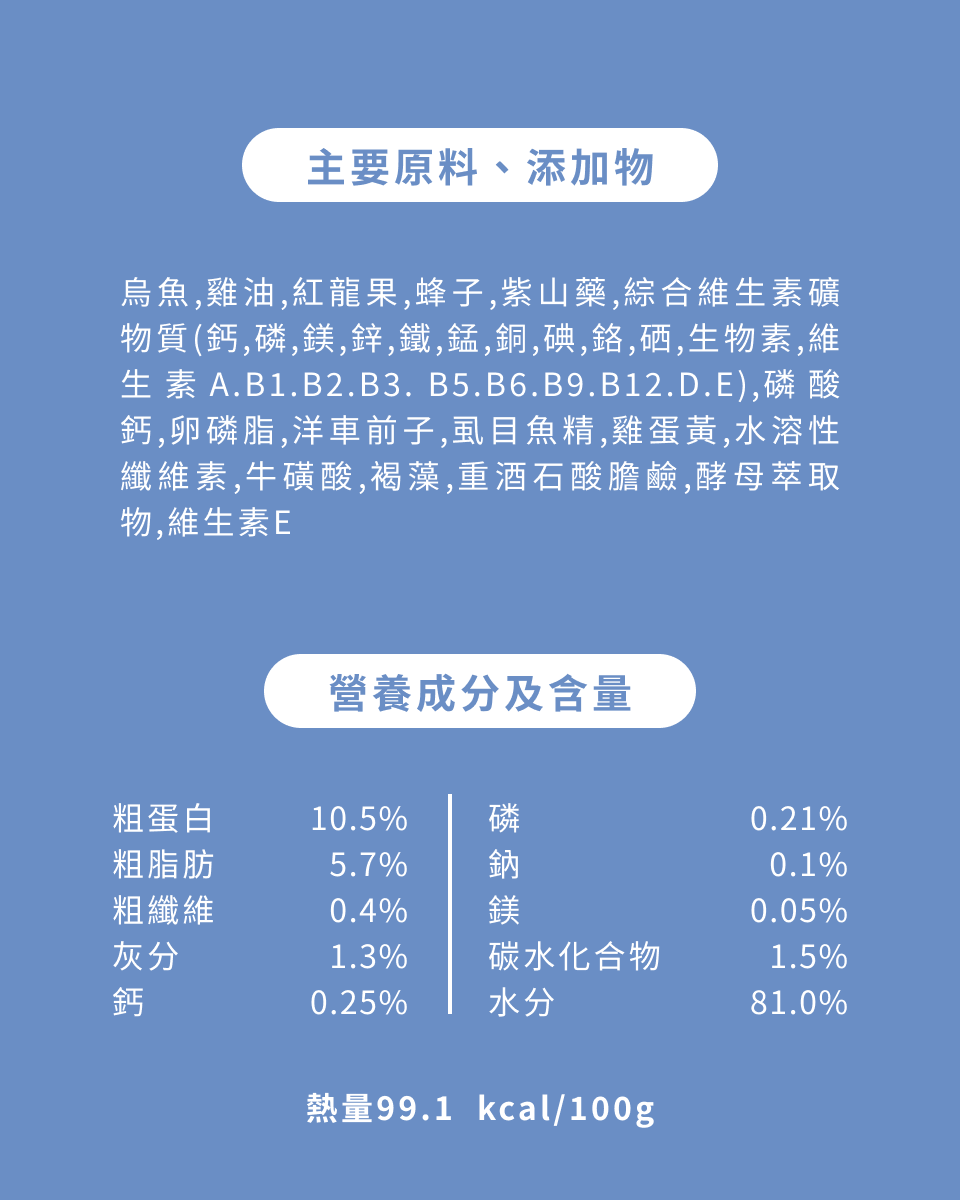 主要原料、添加物
烏魚,雞油,紅龍果,蜂子,紫山藥,綜合維生素礦
物質(鈣,磷,鎂,鋅,鐵,錳,銅,碘,鉻,硒,生物素,維
生素A.B1.B2.B3. B5.B6.B9.B12.D.E),磷酸
鈣,卵磷脂,洋車前子,虱目魚精,雞蛋黃,水溶性
纖維素,牛磺酸,褐藻,重酒石酸膽鹼,酵母萃取
物,維生素E
營養成分及含量
粗蛋白 10.5%
粗脂肪 5.7%
粗纖維 0.4%
灰分 1.3%
鈣 0.25%
磷 0.21%
鈉 0.1%
鎂 0.05%
碳水化合物 1.5%
水分 81.0%
熱量99.1 kcal/100g